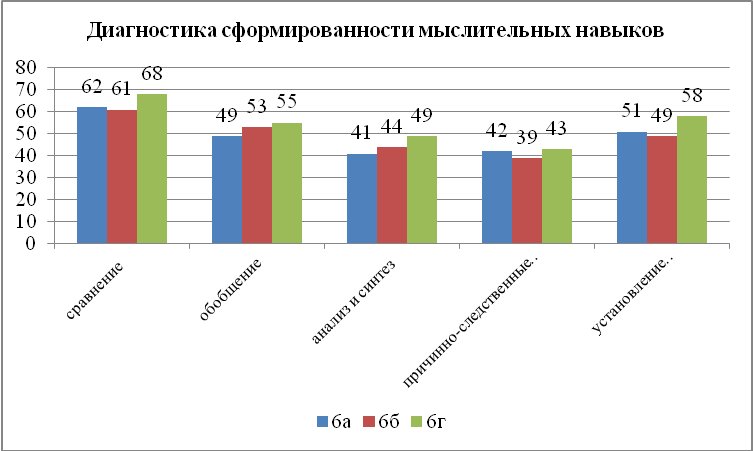 Диагностика сформированности мыслительных навыков
80
70
60
50
40
30
20
10
0
62 61 68
49 53 55
41 44 49
42 39 43
51 49 58
сравнение
обобщение
анализ и синтез
причинно-следственные..
установление..
6а 6б 6г